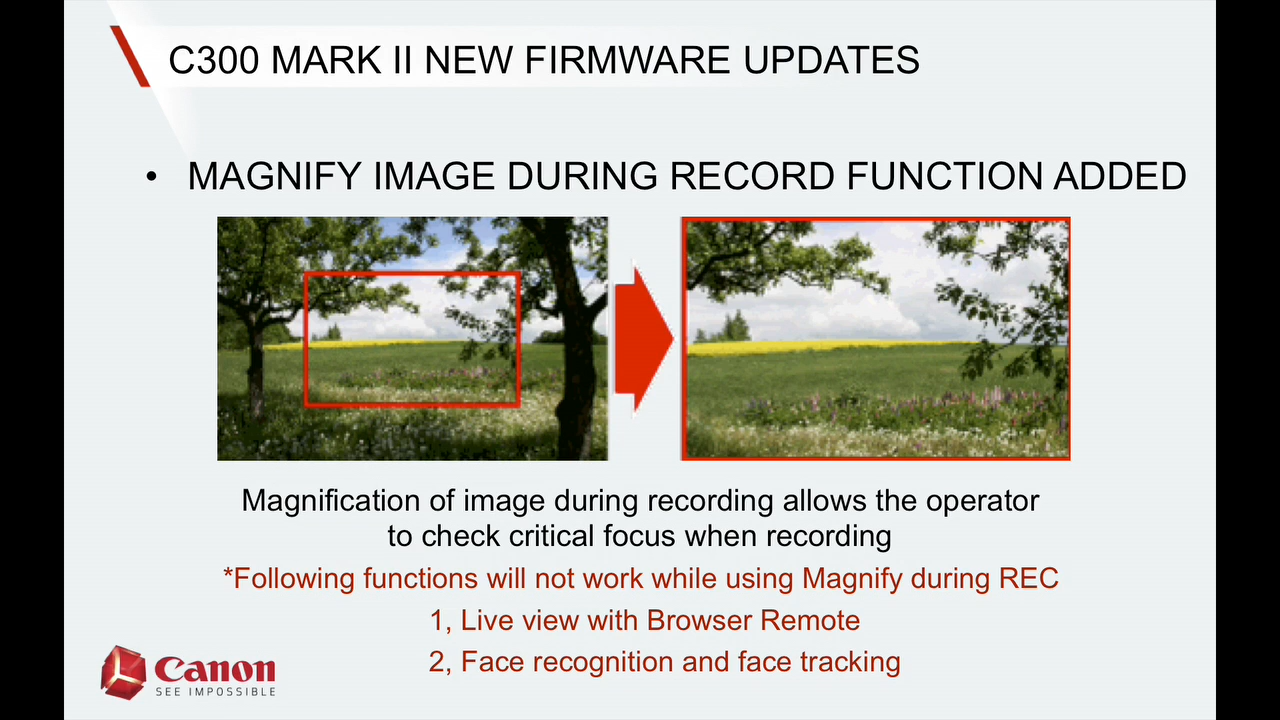 C300 MARK II NEW FIRMWARE UPDATES
• MAGNIFY IMAGE DURING RECORD FUNCTION ADDED
Magnification of image during recording allows the operator
to check critical focus when recording
*Following functions will not work while using Magnify during REC
1, Live view with Browser Remote
2, Face recognition and face tracking
Canon
SEE IMPOSSIBLE